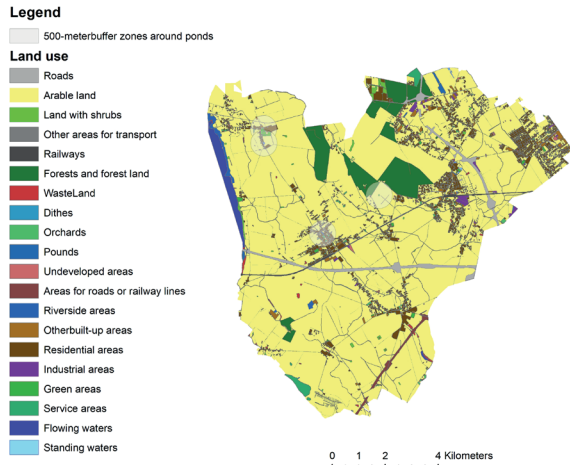 Legend
500-meterbuffer zones around ponds
Land use
Roads
Arable land
Land with shrubs
Other areas for transport
Railways
Forests and forest land
WasteLand
Dithes
Orchards
Pounds
Undeveloped areas
Areas for roads or railway lines
Riverside areas
Otherbuilt-up areas
Residential areas
Industrial areas
Green areas
Service areas
Flowing waters
Standing waters
0 1 2 4 Kilometers